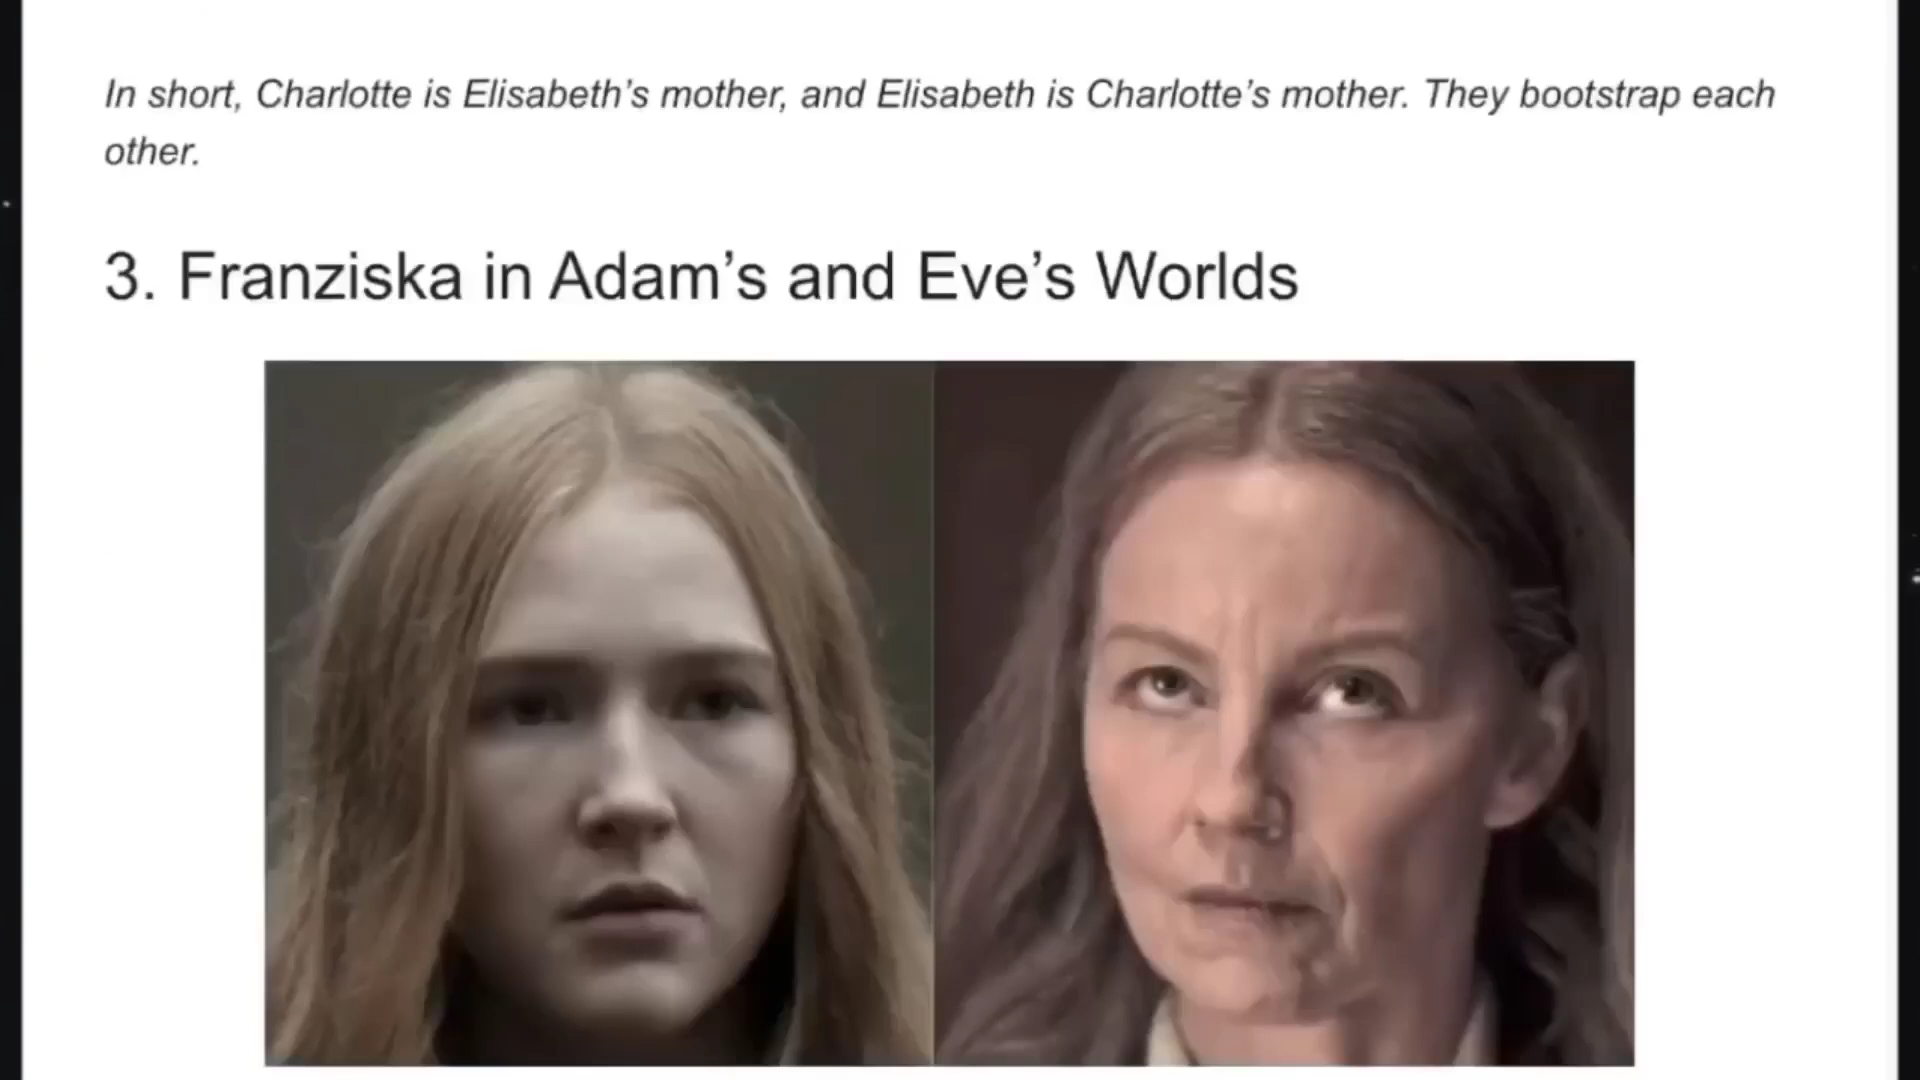 In short, Charlotte is Elisabeth’s mother, and Elisabeth is Charlotte’s mother. They bootstrap each
other.
3. Franziska in Adam’s and Eve’s Worlds